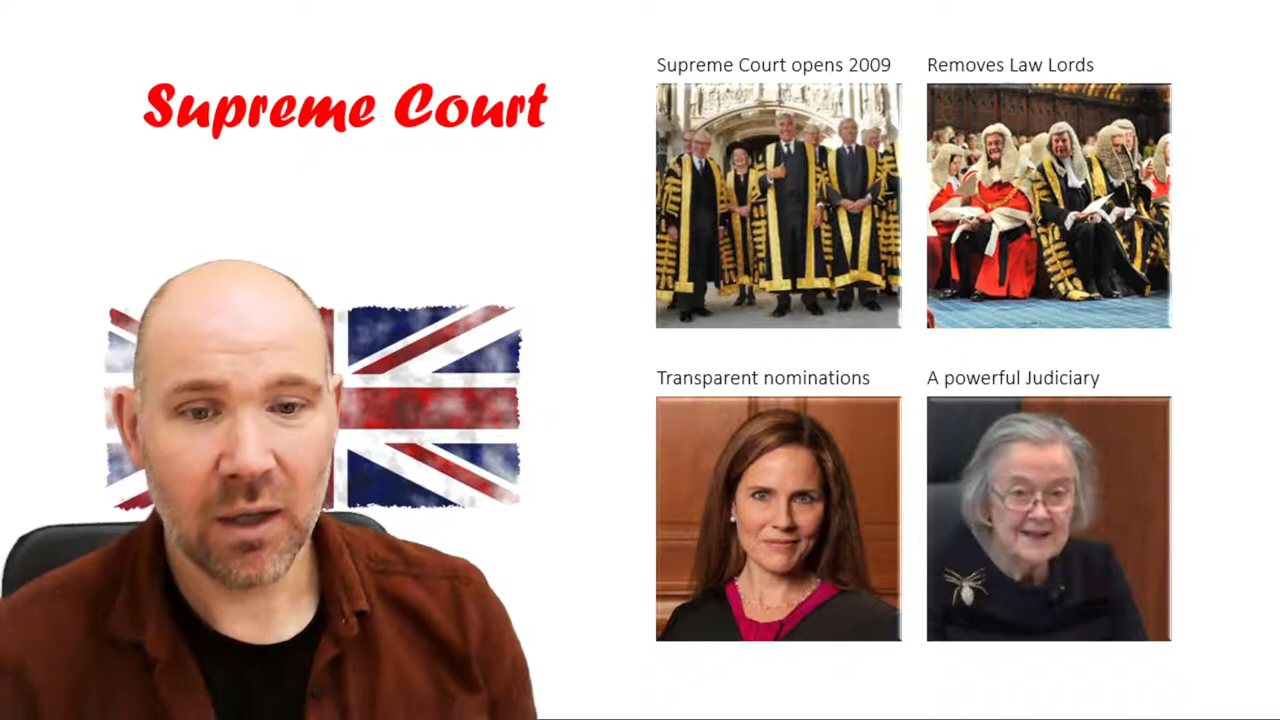 Supreme Court
Supreme Court opens 2009
Removes Law Lords
Transparent nominations
A powerful Judiciary